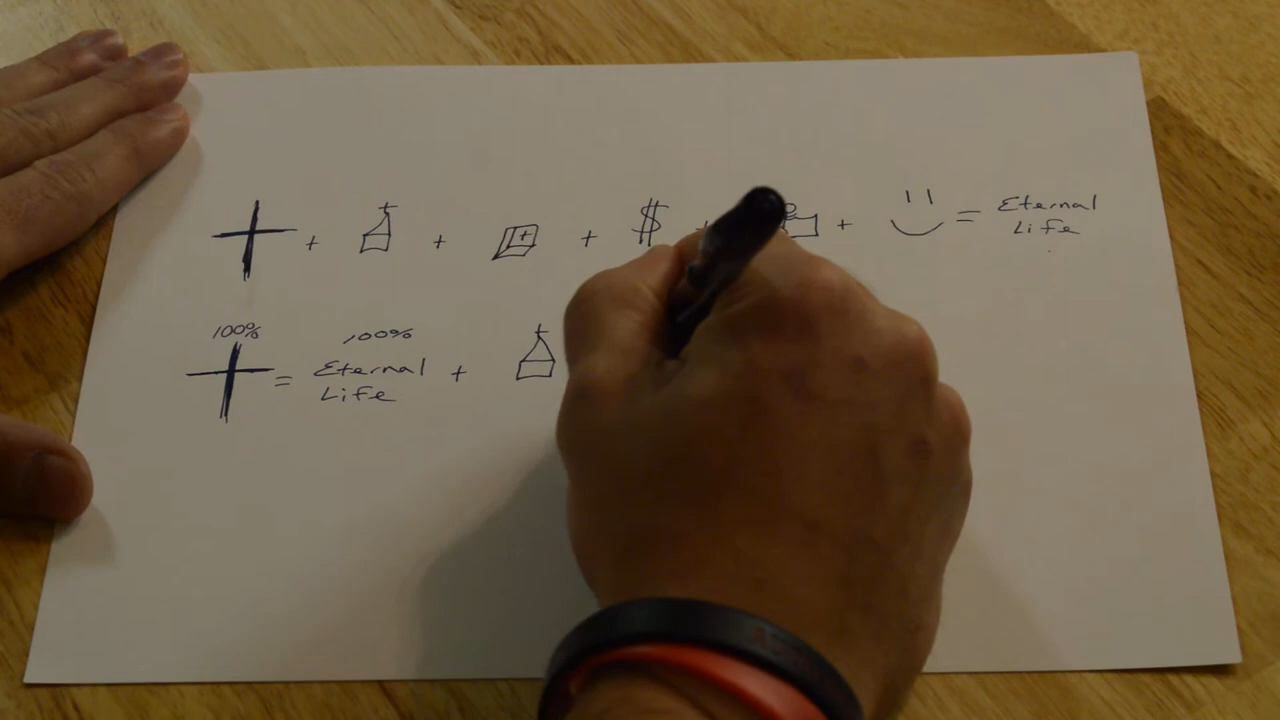 + + + $ + + = Eternal
Life
100% 100%
= Eternal +
Life